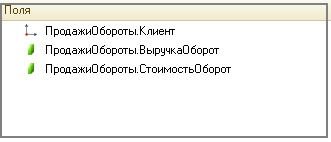 Поля
ПродажиОбороты.Клиент
ПродажиОбороты.ВыручкаОборот
ПродажиОбороты.СтоимостьОборот